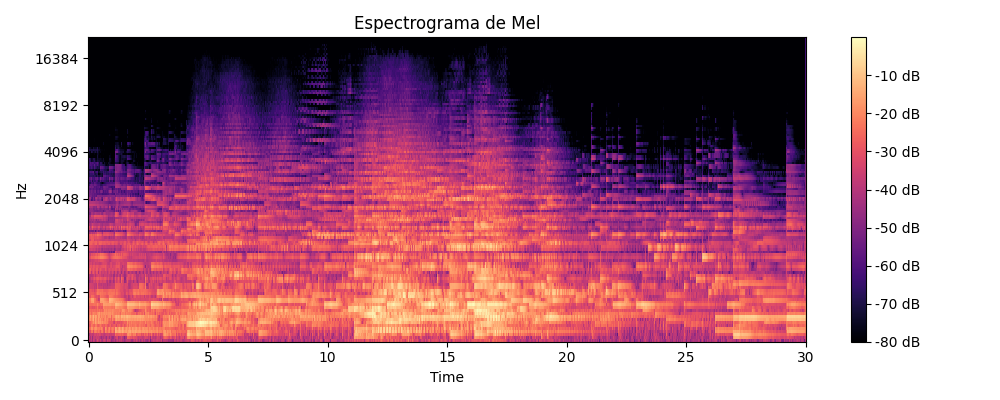 Espectrograma de Mel
Hz
16384
8192
4096
2048
1024
512
0
0 5 10 15 20 25 30
Time
-10 dB
-20 dB
-30 dB
-40 dB
-50 dB
-60 dB
-70 dB
-80 dB